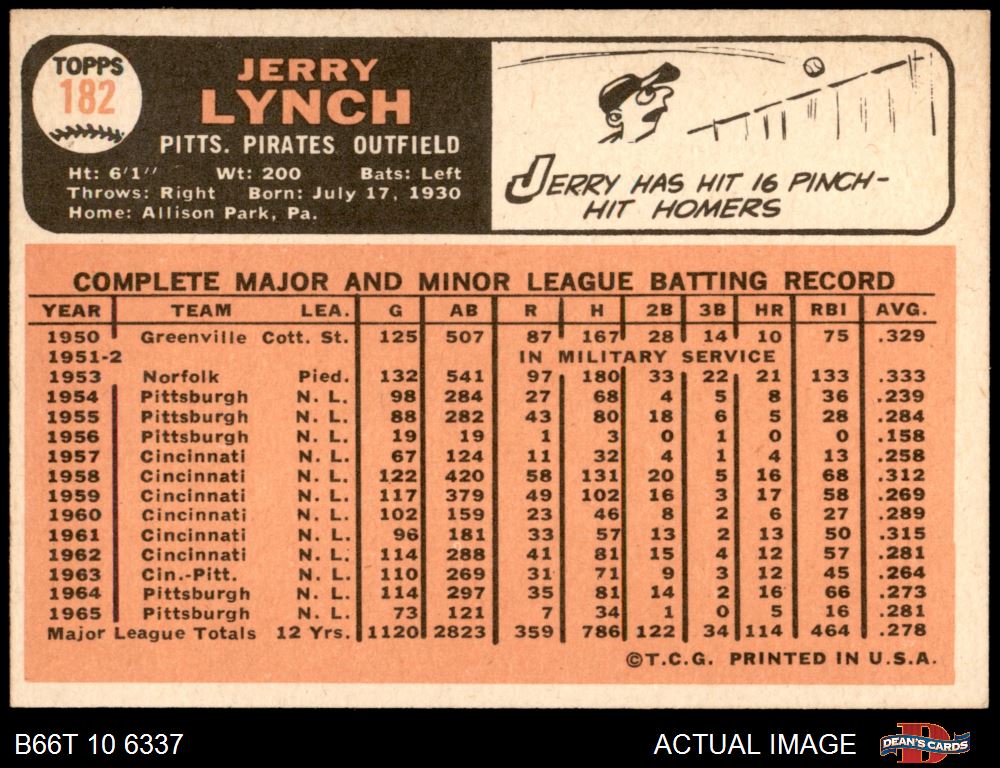 TOPPS
182
JERRY
LYNCH
PITTS. PIRATES OUTFIELD
Ht: 6'1" Wt: 200 Bats: Left
Throws: Right Born: July 17, 1930
Home: Allison Park, Pa.
JERRY HAS HIT 16 PINCH-
HIT HOMERS
COMPLETE MAJOR AND MINOR LEAGUE BATTING RECORD
YEAR TEAM LEA. G AB R H 2B 3B HR RBI AVG.
1950 Greenville Cott. St. 125 507 87 167 28 14 10 75 .329
1951-2 IN MILITARY SERVICE
1953 Norfolk Pied. 132 541 97 180 33 22 21 133 .333
1954 Pittsburgh N. L. 98 284 27 68 4 5 8 36 .239
1955 Pittsburgh N. L. 88 282 43 80 18 6 5 28 .284
1956 Pittsburgh N. L. 19 19 1 3 0 1 0 0 .158
1957 Cincinnati N. L. 67 124 11 32 4 1 4 13 .258
1958 Cincinnati N. L. 122 420 58 131 20 5 16 68 .312
1959 Cincinnati N. L. 117 379 49 102 16 3 17 58 .269
1960 Cincinnati N. L. 102 159 23 46 8 2 6 27 .289
1961 Cincinnati N. L. 96 181 33 57 13 2 13 50 .315
1962 Cincinnati N. L. 114 288 41 81 15 4 12 57 .281
1963 Cin.-Pitt. N. L. 110 269 31 71 9 3 12 45 .264
1964 Pittsburgh N. L. 114 297 35 81 14 2 16 66 .273
1965 Pittsburgh N. L. 73 121 7 34 1 0 5 16 .281
Major League Totals 12 Yrs. 1120 2823 359 786 122 34 114 464 .278
©T.C.G. PRINTED IN U.S.A.
B66T 10 6337 ACTUAL IMAGE D DEAN'S CARDS